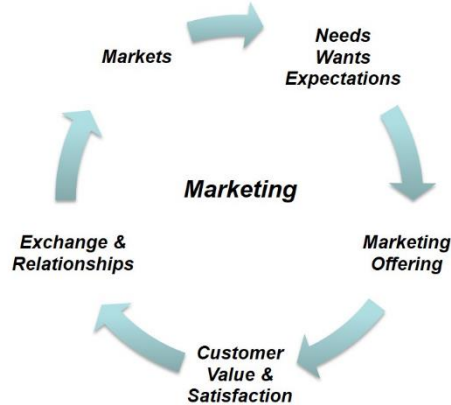 Markets
Needs
Wants
Expectations
Marketing
Offering
Customer
Value &
Satisfaction
Exchange &
Relationships
Marketing